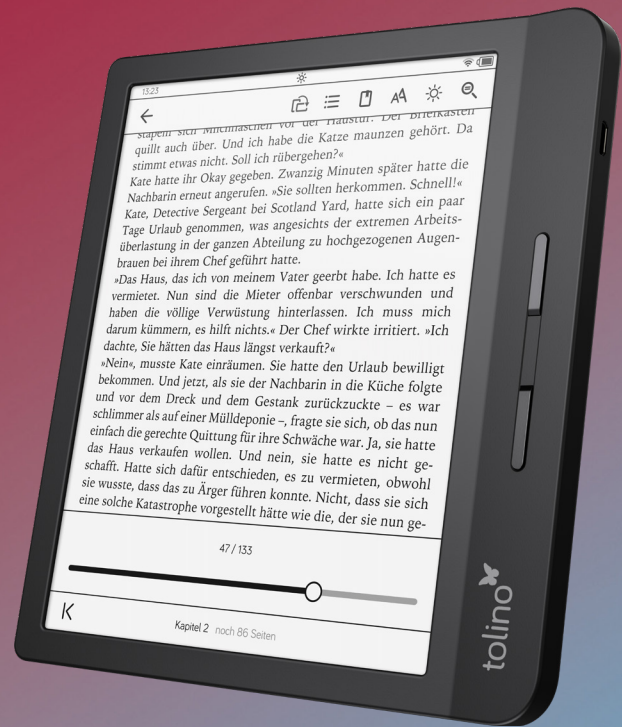 13:23
AA
stapeln sich Milchflaschen vor der Haustür. Der Briefkasten
quillt auch über. Und ich habe die Katze maunzen gehört. Da
stimmt etwas nicht. Soll ich rübergehen?«
Kate hatte ihr Okay gegeben. Zwanzig Minuten später hatte die
Nachbarin erneut angerufen. »Sie sollten herkommen. Schnell!«
Kate, Detective Sergeant bei Scotland Yard, hatte sich ein paar
Tage Urlaub genommen, was angesichts der extremen Arbeits-
überlastung in der ganzen Abteilung zu hochgezogenen Augen-
brauen bei ihrem Chef geführt hatte.
»Das Haus, das ich von meinem Vater geerbt habe. Ich hatte es
vermietet. Nun sind die Mieter offenbar verschwunden und
haben die völlige Verwüstung hinterlassen. Ich muss mich
darum kümmern, es hilft nichts.« Der Chef wirkte irritiert. »Ich
dachte, Sie hätten das Haus längst verkauft?«
»Nein«, musste Kate einräumen. Sie hatte den Urlaub bewilligt
bekommen. Und jetzt, als sie der Nachbarin in die Küche folgte
und vor dem Dreck und dem Gestank zurückzuckte – es war
schlimmer als auf einer Mülldeponie –, fragte sie sich, ob das nun
einfach die gerechte Quittung für ihre Schwäche war. Ja, sie hatte
das Haus verkaufen wollen. Und nein, sie hatte es nicht ge-
schafft. Hatte sich dafür entschieden, es zu vermieten, obwohl
sie wusste, dass das zu Ärger führen konnte. Nicht, dass sie sich
eine solche Katastrophe vorgestellt hätte wie die, der sie nun ge-
47 / 133
Kapitel 2 noch 86 Seiten
tolino